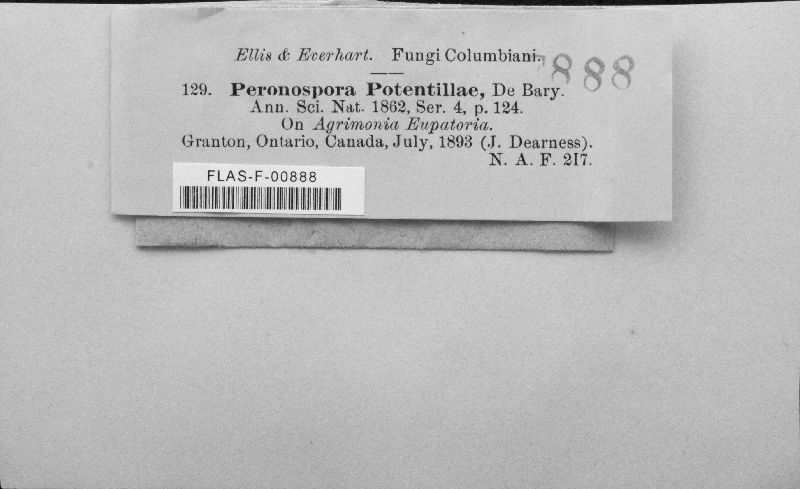 Ellis & Everhart. Fungi Columbiani. 888
129. Peronospora Potentillae, De Bary.
Ann. Sci. Nat. 1862, Ser. 4, p. 124.
On Agrimonia Eupatoria.
Granton, Ontario, Canada, July, 1893 (J. Dearness).
N. A. F. 217.
FLAS-F-00888